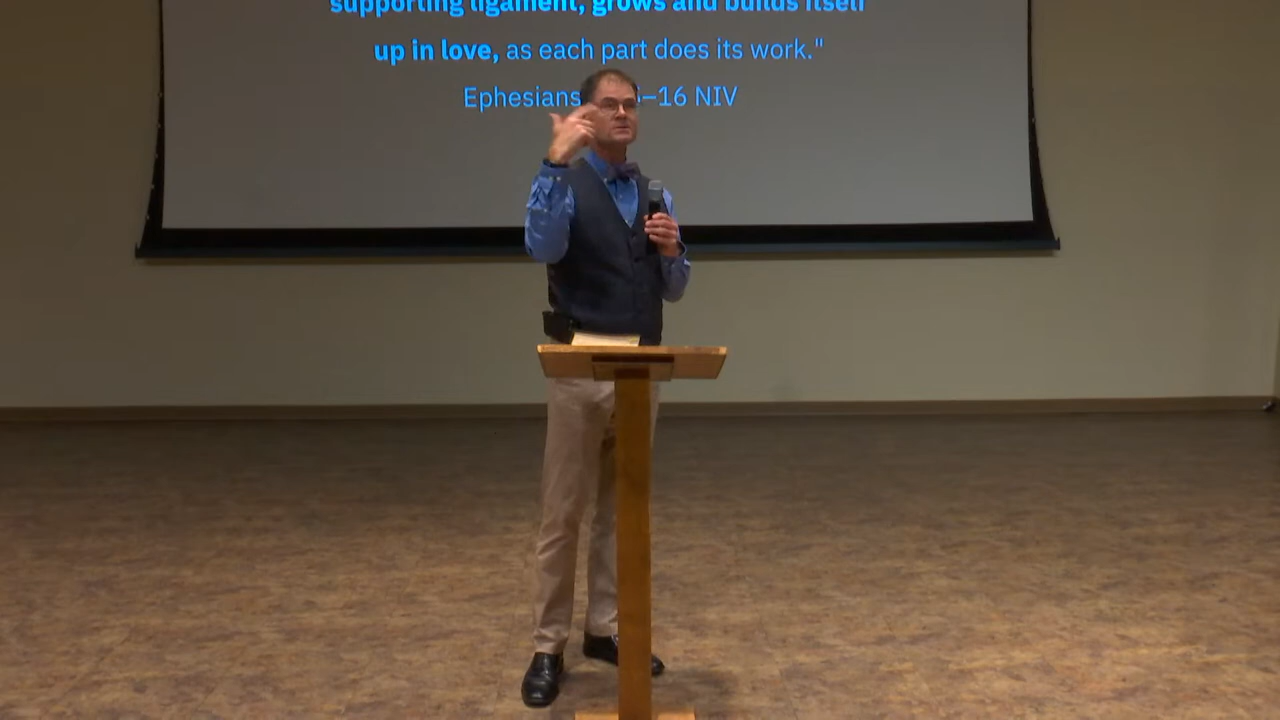 supporting ligament, grows and builds itself
up in love, as each part does its work."
Ephesians –16 NIV